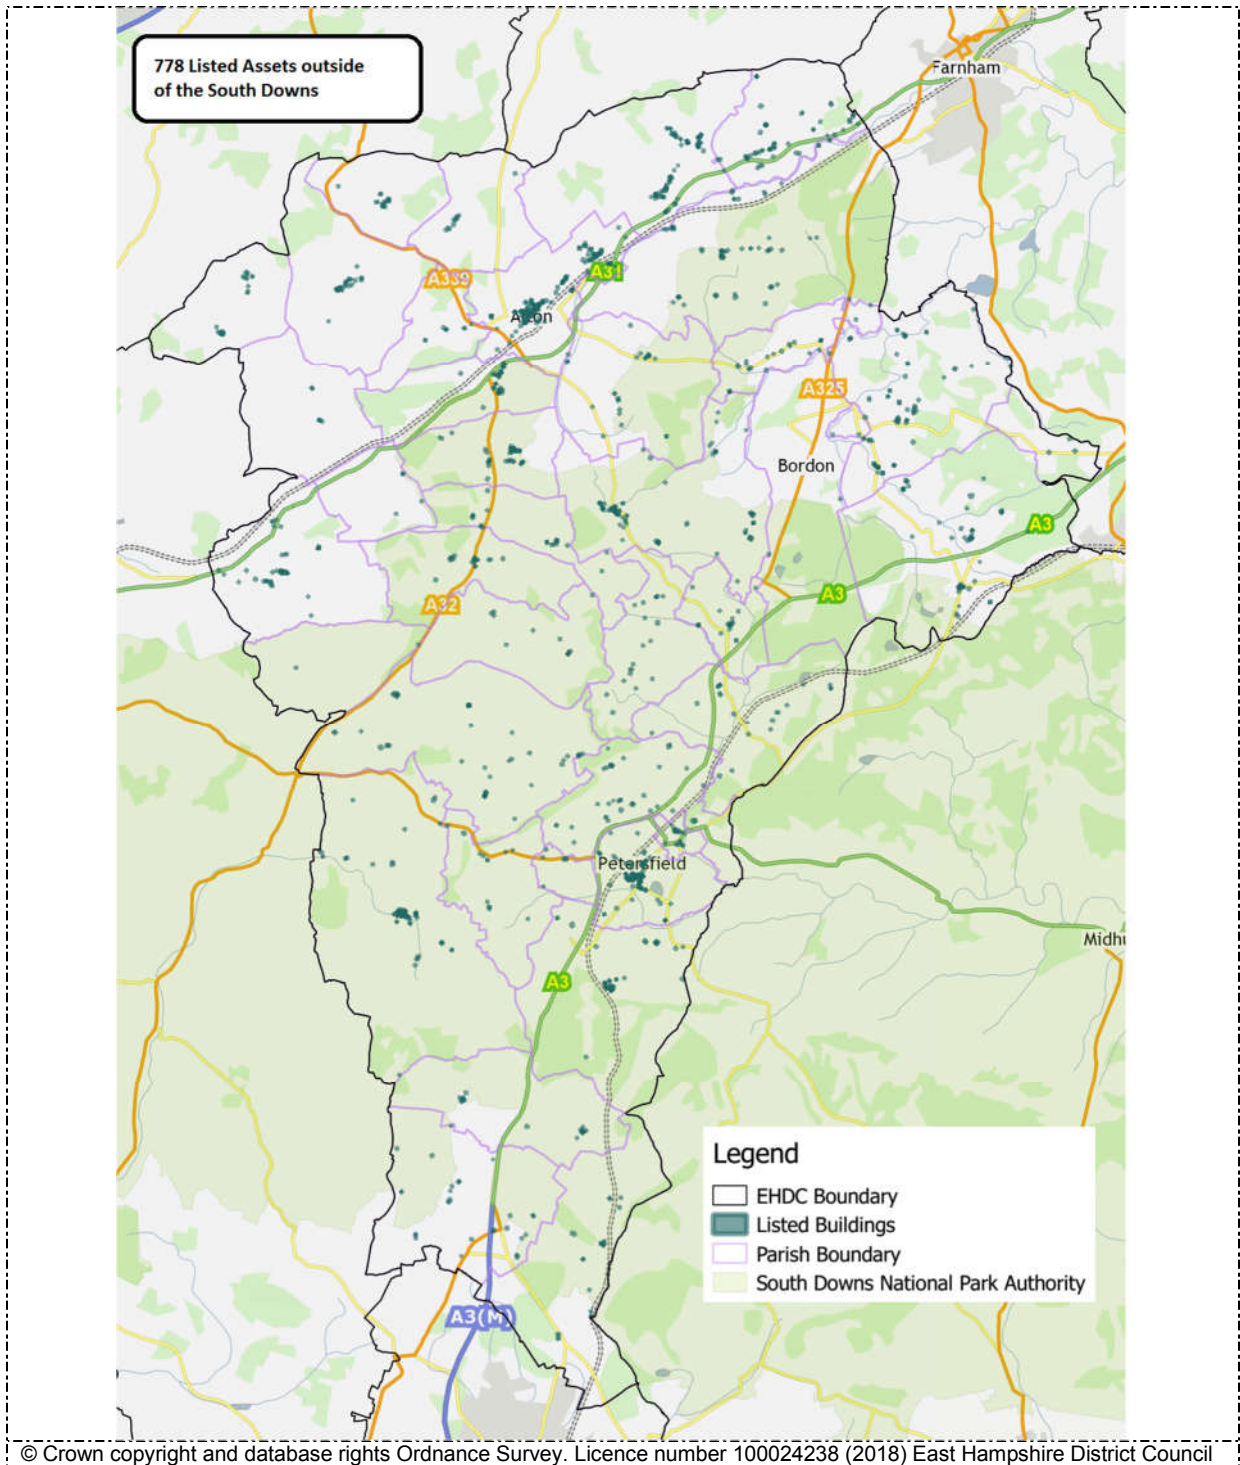 778 Listed Assets outside
of the South Downs
Farnham
A339
A31
Alton
A325
Bordon
A3
A3
A32
Petersfield
Midhu
A3
Legend
EHDC Boundary
Listed Buildings
Parish Boundary
South Downs National Park Authority
A3(M)
© Crown copyright and database rights Ordnance Survey. Licence number 100024238 (2018) East Hampshire District Council